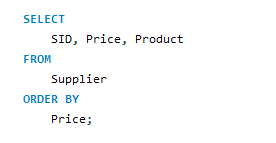 SELECT
SID, Price, Product
FROM
Supplier
ORDER BY
Price;